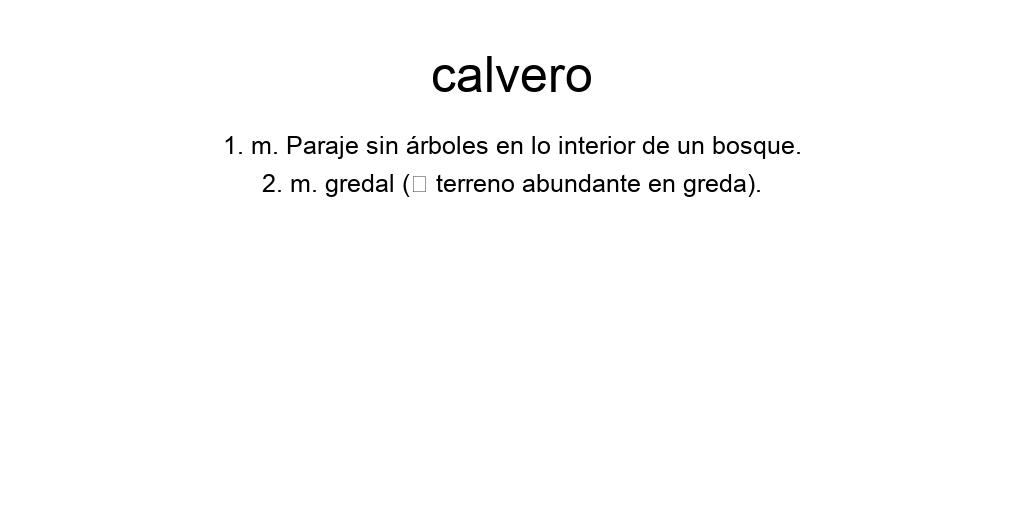 calvero
1. m. Paraje sin árboles en lo interior de un bosque.
2. m. gredal (□ terreno abundante en greda).